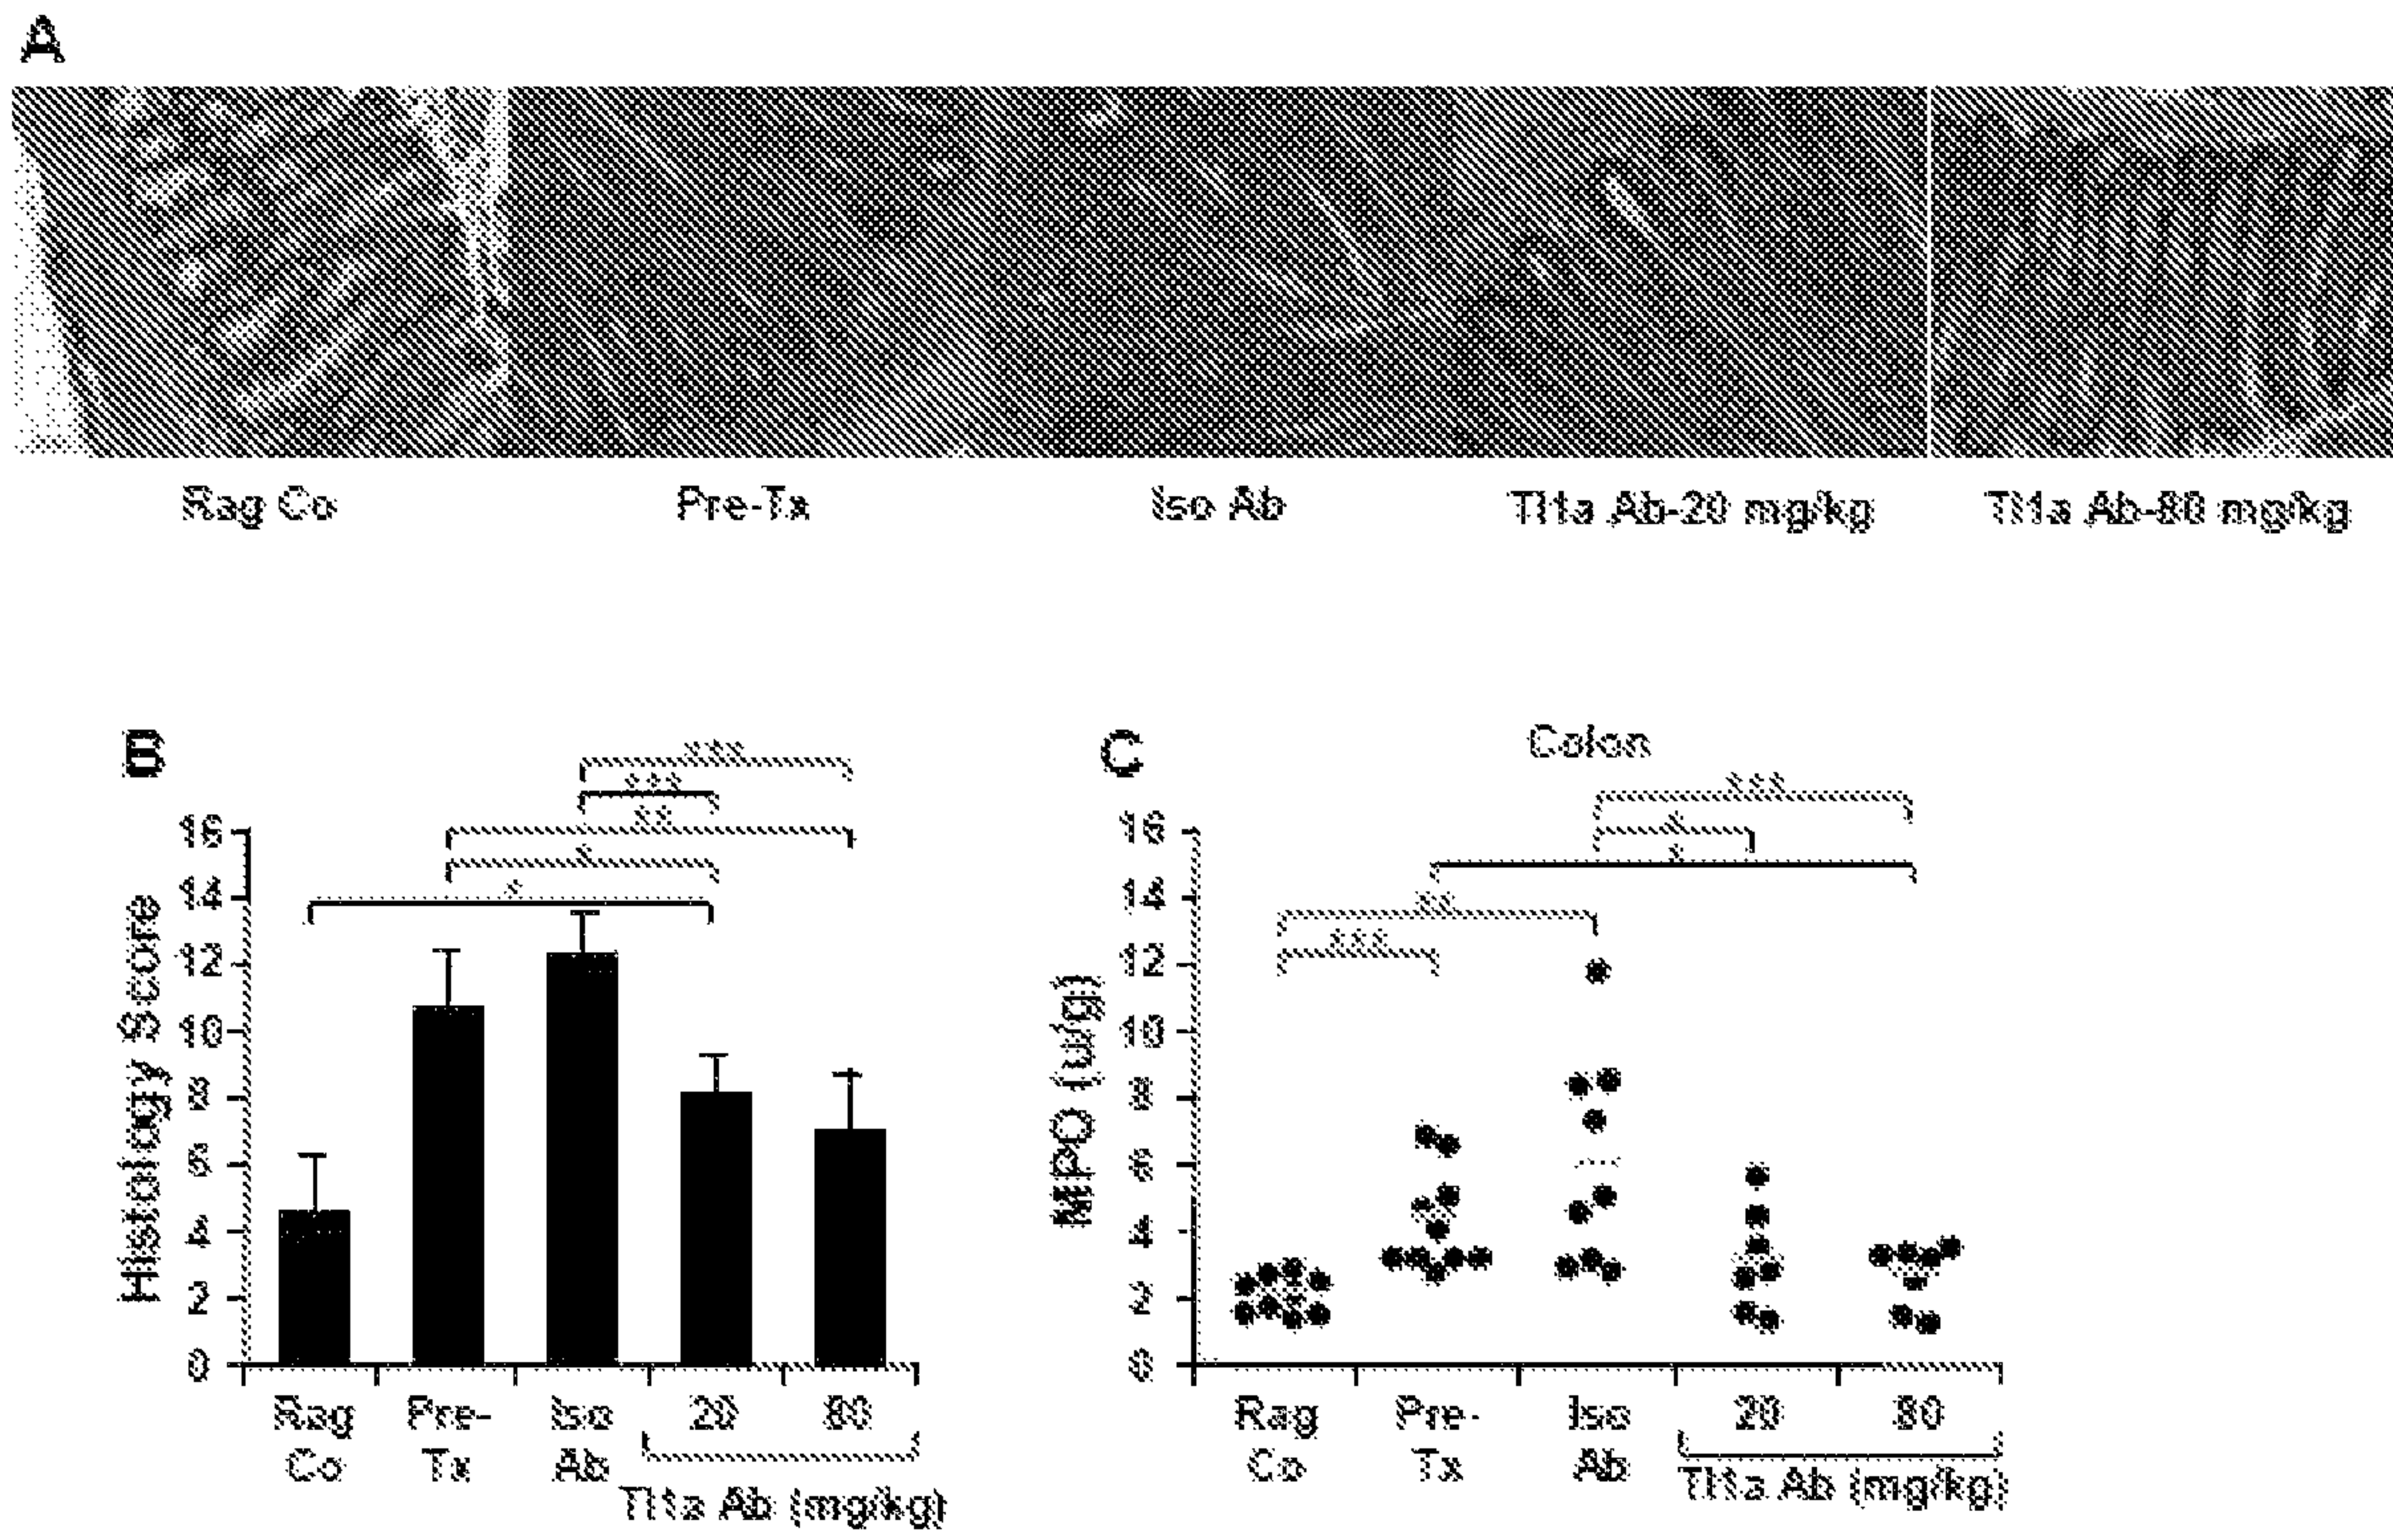 A
Rag Co
Pre-Tx
Iso Ab
Tl1a Ab-20 mg/kg
Tl1a Ab-80 mg/kg
B
***
***
**
*
*
Histology Score
16
14
12
10
8
6
4
2
0
Rag Co
Pre-Tx
Iso Ab
20
80
Tl1a Ab (mg/kg)
C
Colon
***
*
*
**
***
MPO (u/g)
16
14
12
10
8
6
4
2
0
Rag Co
Pre-Tx
Iso Ab
20
80
Tl1a Ab (mg/kg)